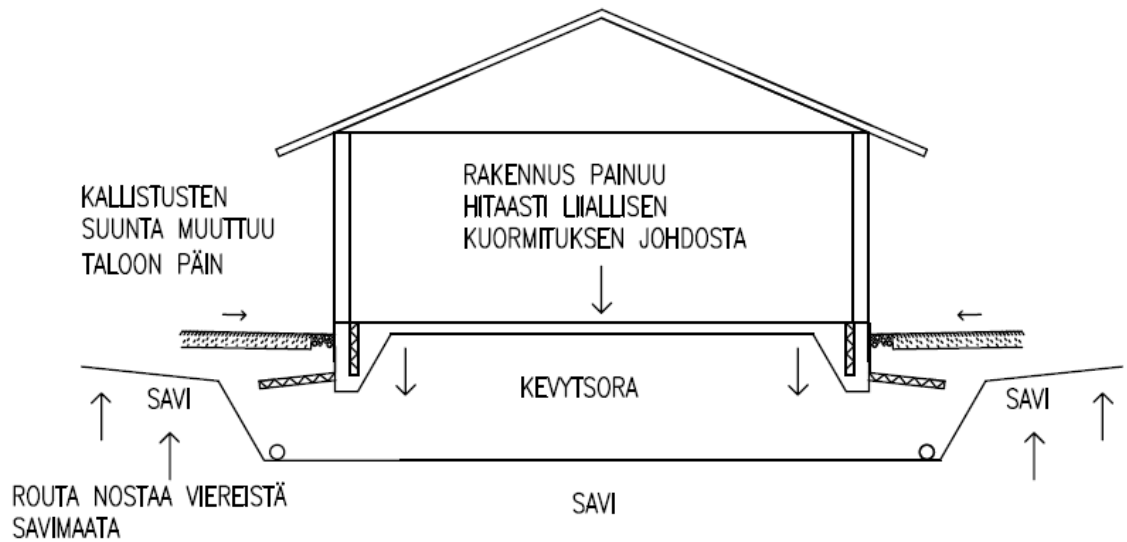 KALLISTUSTEN
SUUNTA MUUTTUU
TALOON PÄIN
RAKENNUS PAINUU
HITAASTI LIIALLISEN
KUORMITUKSEN JOHDOSTA
KEVYTSORA
SAVI
SAVI
ROUTA NOSTAA VIEREISTÄ
SAVIMAATA
SAVI